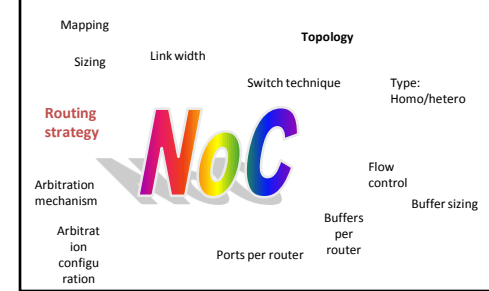 Mapping
Topology
Link width
Sizing
Switch technique
Type:
Homo/hetero
Routing
strategy
NoC
Flow
control
Arbitration
mechanism
Buffer sizing
Buffers
per
router
Arbitrat
ion
configu
ration
Ports per router